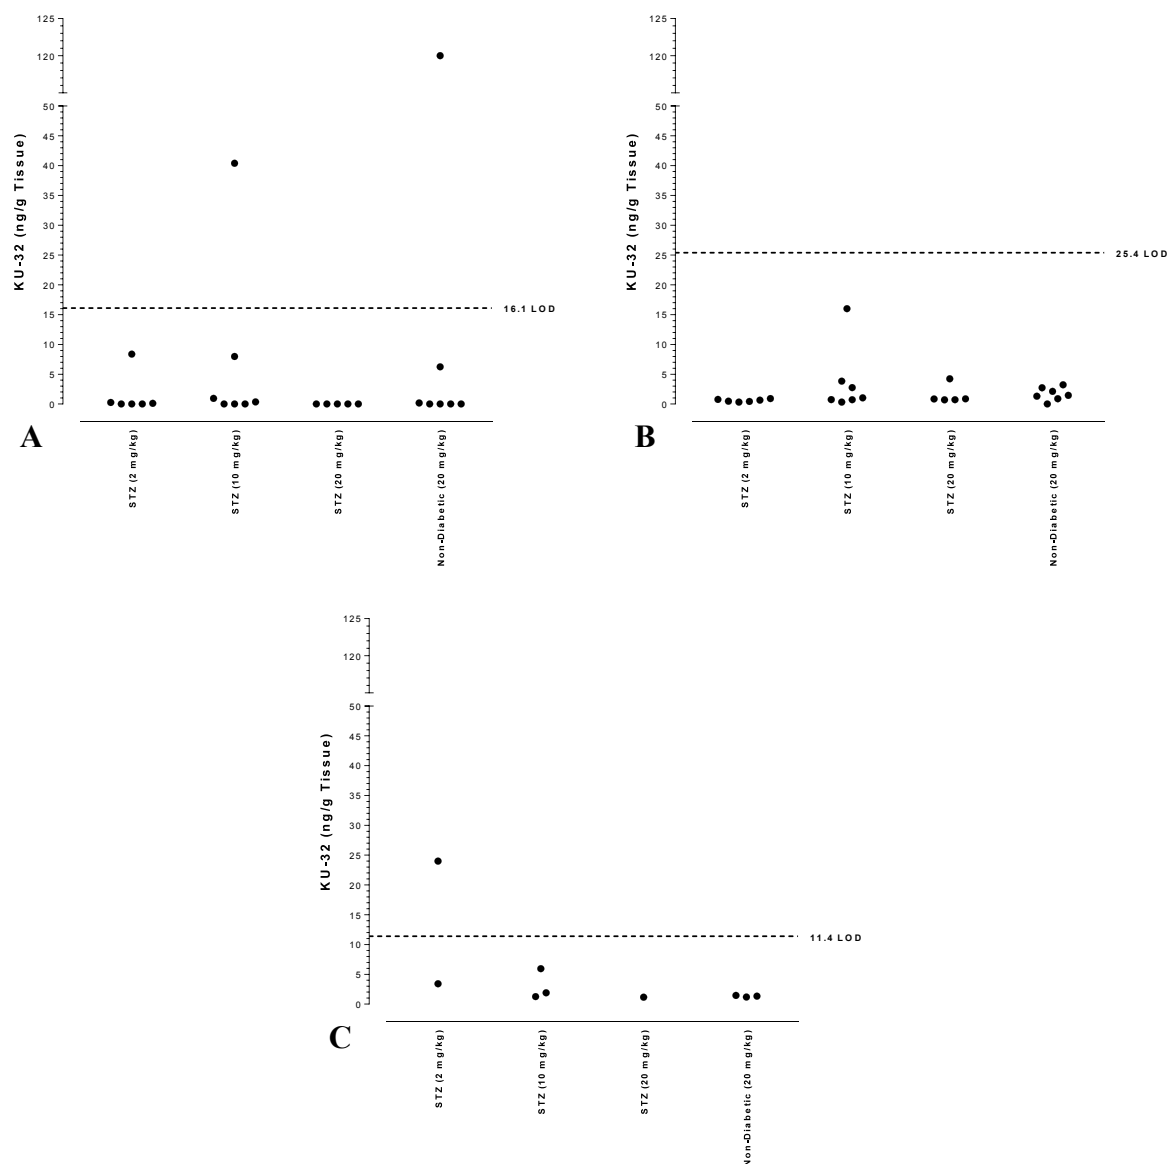 125
120
50
45
40
35
30
25
20
15
10
5
0
KU-32 (ng/g Tissue)
16.1 LOD
STZ (2 mg/kg)
STZ (10 mg/kg)
STZ (20 mg/kg)
Non-Diabetic (20 mg/kg)
A
125
120
50
45
40
35
30
25
20
15
10
5
0
KU-32 (ng/g Tissue)
25.4 LOD
STZ (2 mg/kg)
STZ (10 mg/kg)
STZ (20 mg/kg)
Non-Diabetic (20 mg/kg)
B
125
120
50
45
40
35
30
25
20
15
10
5
0
KU-32 (ng/g Tissue)
11.4 LOD
STZ (2 mg/kg)
STZ (10 mg/kg)
STZ (20 mg/kg)
Non-Diabetic (20 mg/kg)
C